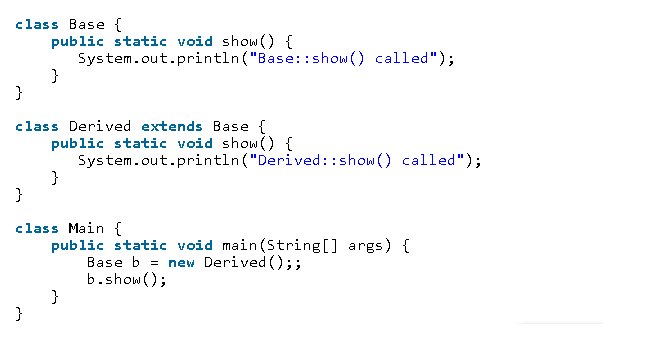 class Base {
    public static void show() {
       System.out.println("Base::show() called");
    }
}

class Derived extends Base {
    public static void show() {
       System.out.println("Derived::show() called");
    }
}

class Main {
    public static void main(String[] args) {
        Base b = new Derived();;
        b.show();
    }
}